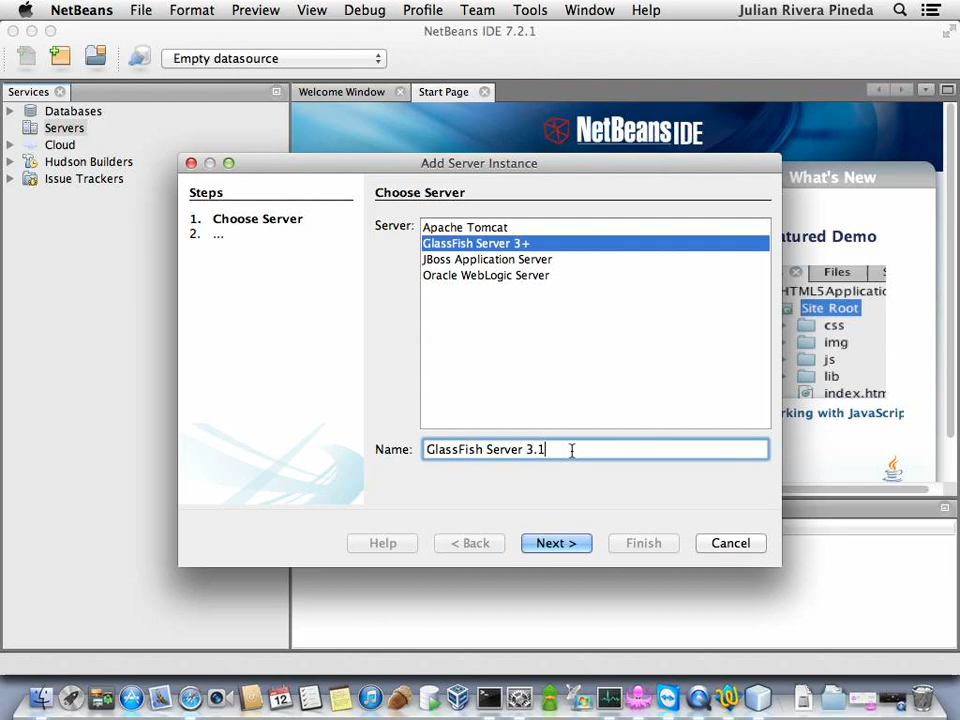 NetBeans File Format Preview View Debug Profile Team Tools Window Help Julian Rivera Pineda
NetBeans IDE 7.2.1
Empty datasource
Services
Welcome Window
Start Page
Databases
Servers
Cloud
Hudson Builders
Issue Trackers
NetBeans IDE
What's New
atured Demo
Files
HTML5Applicatio
Site Root
css
img
js
lib
index.htm
rking with JavaScrip
Add Server Instance
Steps
1. Choose Server
2. ...
Choose Server
Server:
Apache Tomcat
GlassFish Server 3+
JBoss Application Server
Oracle WebLogic Server
Name: GlassFish Server 3.1
Help
< Back
Next >
Finish
Cancel
12